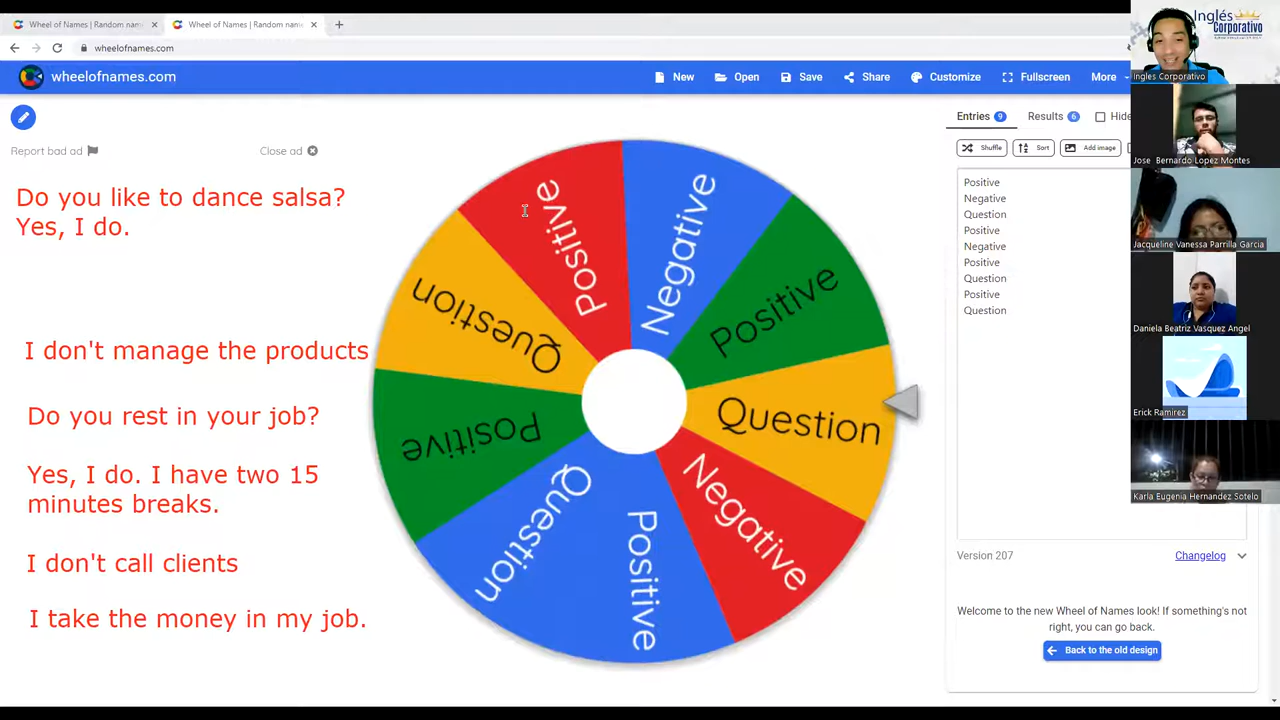 Wheel of Names | Random nam
Wheel of Names | Random nam
wheelofnames.com
wheelofnames.com
New
Open
Save
Share
Customize
Fullscreen
More
Report bad ad
Close ad
Do you like to dance salsa?
Yes, I do.
I don't manage the products
Do you rest in your job?
Yes, I do. I have two 15
minutes breaks.
I don't call clients
I take the money in my job.
Positive
Negative
Positive
Question
Negative
Positive
Question
Positive
Question
Entries 9
Results 6
Hide
Shuffle
Sort
Add image
Positive
Negative
Question
Positive
Negative
Positive
Question
Positive
Question
Version 207
Changelog
Welcome to the new Wheel of Names look! If something's not
right, you can go back.
Back to the old design
Inglés
Corporativo
Ingles Corporativo
Jose Bernardo Lopez Montes
Jacqueline Vanessa Parrilla Garcia
Daniela Beatriz Vasquez Angel
Erick Ramirez
Karla Eugenia Hernandez Sotelo